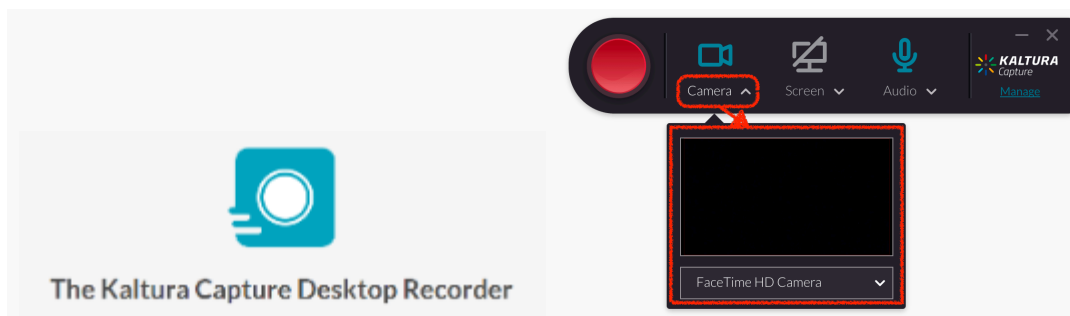 The Kaltura Capture Desktop Recorder
Camera
Screen
Audio
KALTURA
Capture
Manage
FaceTime HD Camera